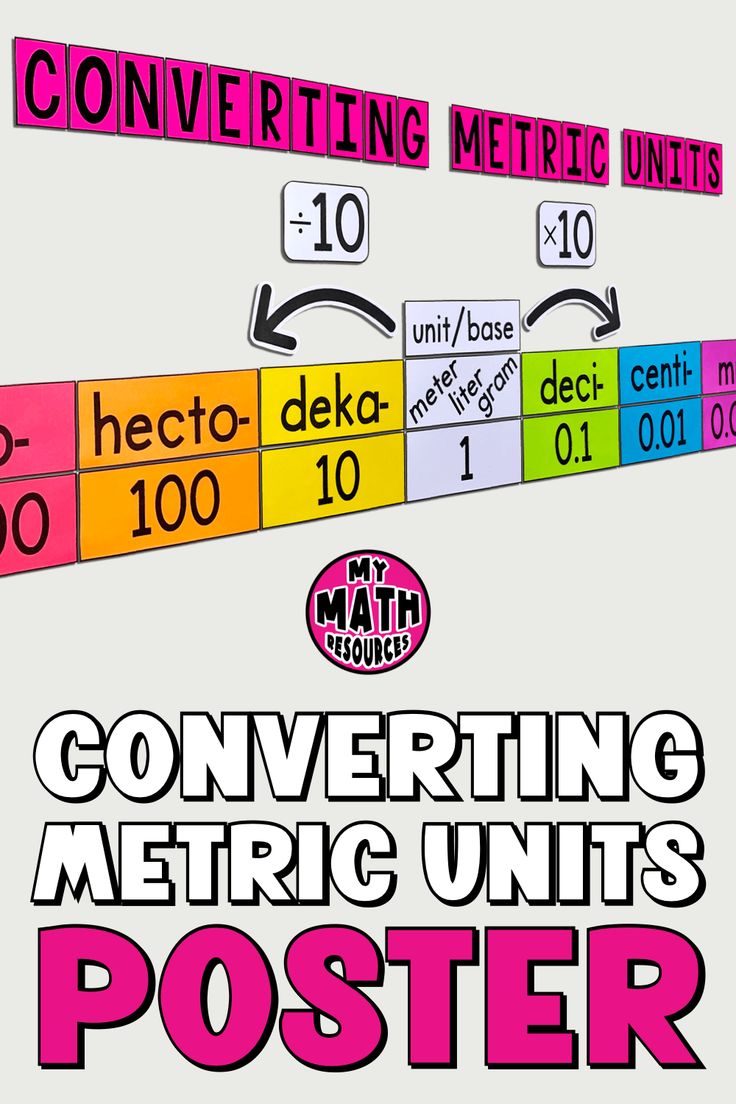 CONVERTING METRIC UNITS
÷10 ×10
unit/base
hecto- deka- meter liter gram deci- centi-
100 10 1 0.1 0.01
MY
MATH
RESOURCES
CONVERTING
METRIC UNITS
POSTER